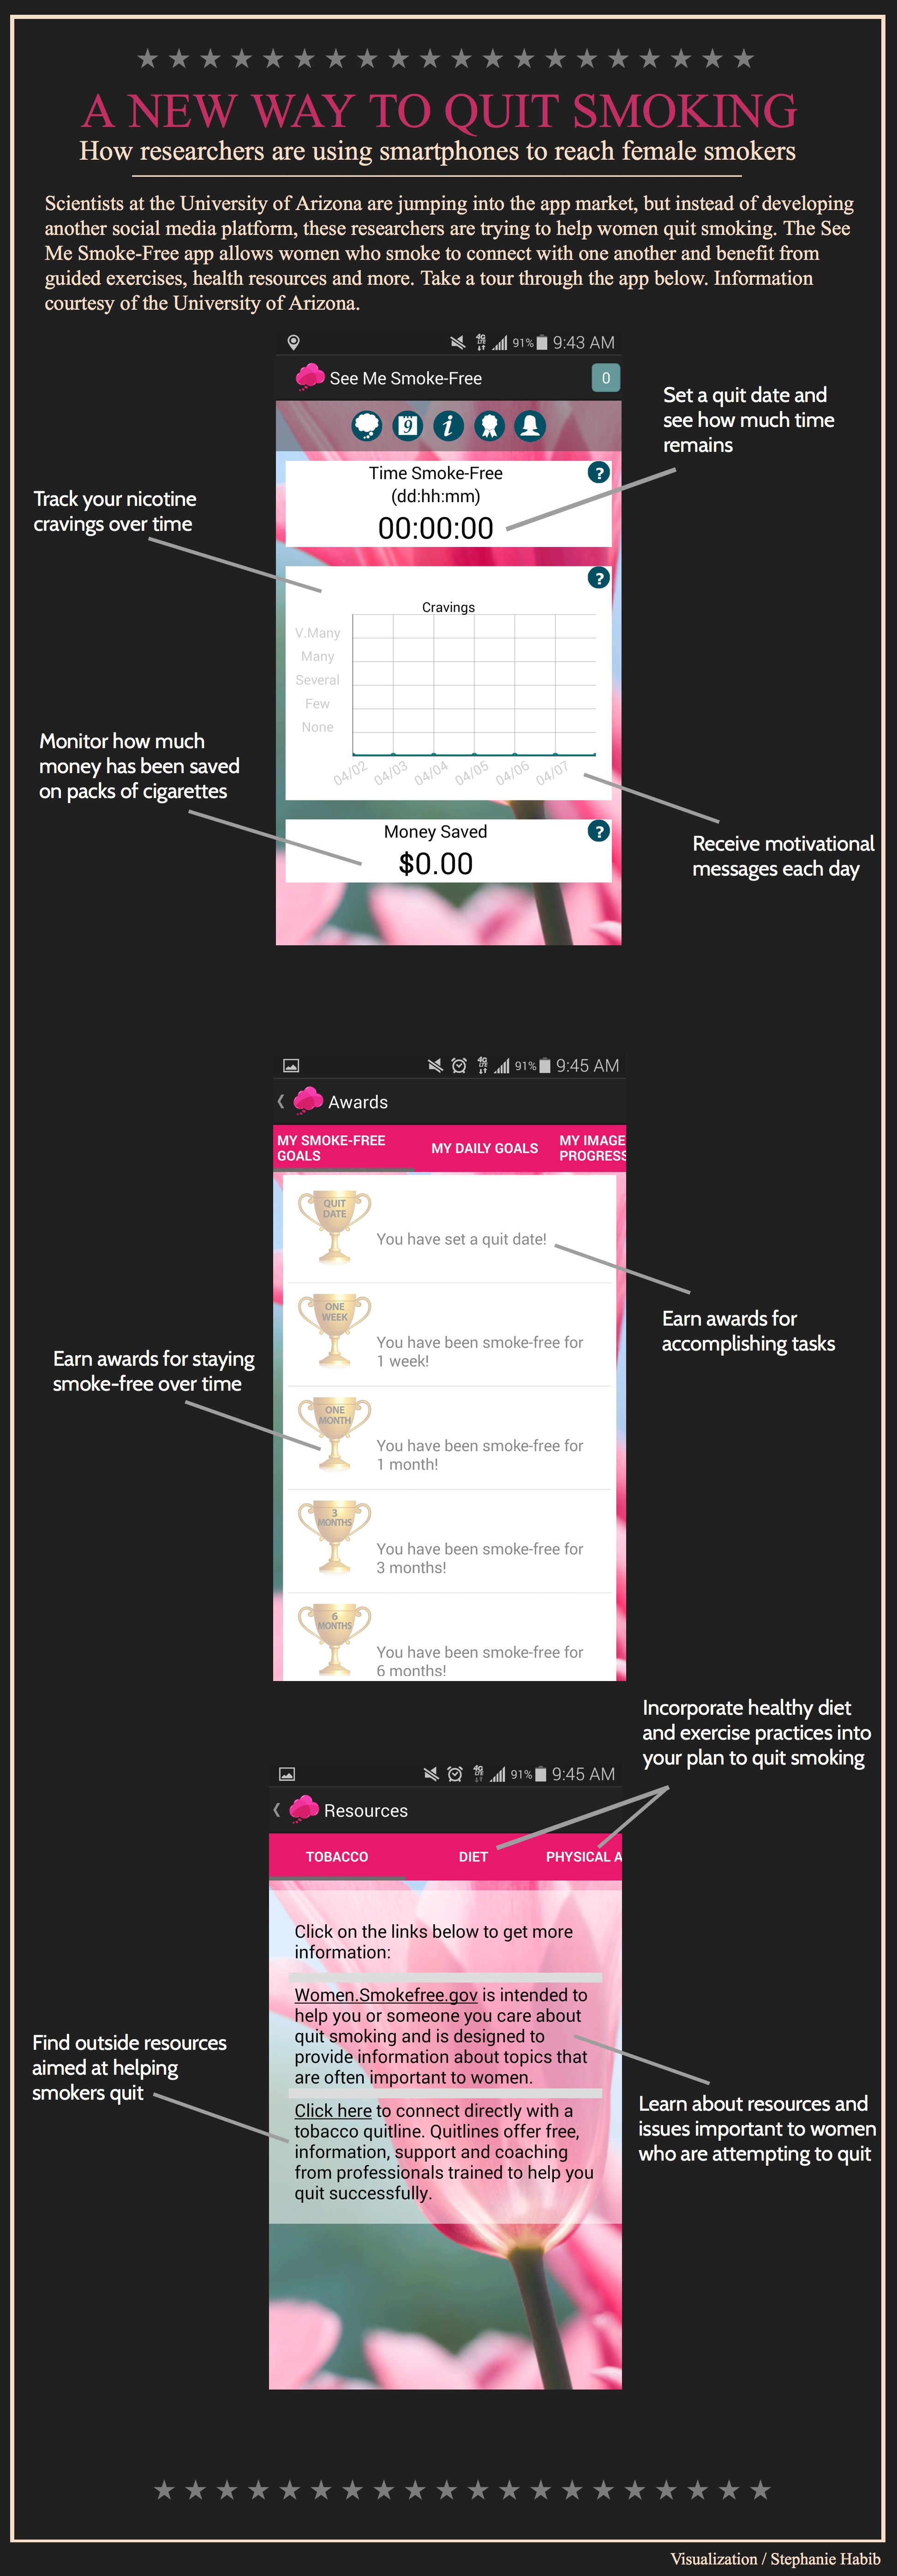 A NEW WAY TO QUIT SMOKING
How researchers are using smartphones to reach female smokers
Scientists at the University of Arizona are jumping into the app market, but instead of developing
another social media platform, these researchers are trying to help women quit smoking. The See
Me Smoke-Free app allows women who smoke to connect with one another and benefit from
guided exercises, health resources and more. Take a tour through the app below. Information
courtesy of the University of Arizona.
4G LTE 91% 9:43 AM
See Me Smoke-Free
0
9 i
Set a quit date and
see how much time
remains
Time Smoke-Free ?
(dd:hh:mm)
00:00:00
Track your nicotine
cravings over time
?
Cravings
V.Many
Many
Several
Few
None
04/02 04/03 04/04 04/05 04/06 04/07
Monitor how much
money has been saved
on packs of cigarettes
Money Saved ?
$0.00
Receive motivational
messages each day
4G LTE 91% 9:45 AM
Awards
MY SMOKE-FREE
GOALS
MY DAILY GOALS
MY IMAGE
PROGRESS
QUIT
DATE
You have set a quit date!
ONE
WEEK
You have been smoke-free for
1 week!
Earn awards for
accomplishing tasks
Earn awards for staying
smoke-free over time
ONE
MONTH
You have been smoke-free for
1 month!
3
MONTHS
You have been smoke-free for
3 months!
6
MONTHS
You have been smoke-free for
6 months!
Incorporate healthy diet
and exercise practices into
your plan to quit smoking
4G LTE 91% 9:45 AM
Resources
TOBACCO DIET PHYSICAL A
Click on the links below to get more
information:
Women.Smokefree.gov is intended to
help you or someone you care about
quit smoking and is designed to
provide information about topics that
are often important to women.
Find outside resources
aimed at helping
smokers quit
Click here to connect directly with a
tobacco quitline. Quitlines offer free,
information, support and coaching
from professionals trained to help you
quit successfully.
Learn about resources and
issues important to women
who are attempting to quit
Visualization / Stephanie Habib